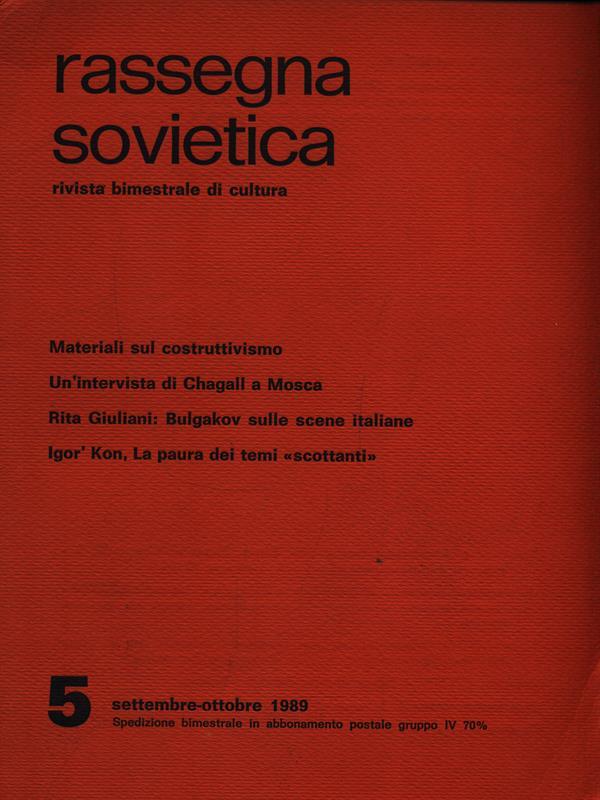 rassegna
sovietica
rivista bimestrale di cultura
Materiali sul costruttivismo
Un'intervista di Chagall a Mosca
Rita Giuliani: Bulgakov sulle scene italiane
Igor' Kon, La paura dei temi «scottanti»
5 settembre-ottobre 1989
Spedizione bimestrale in abbonamento postale gruppo IV 70%